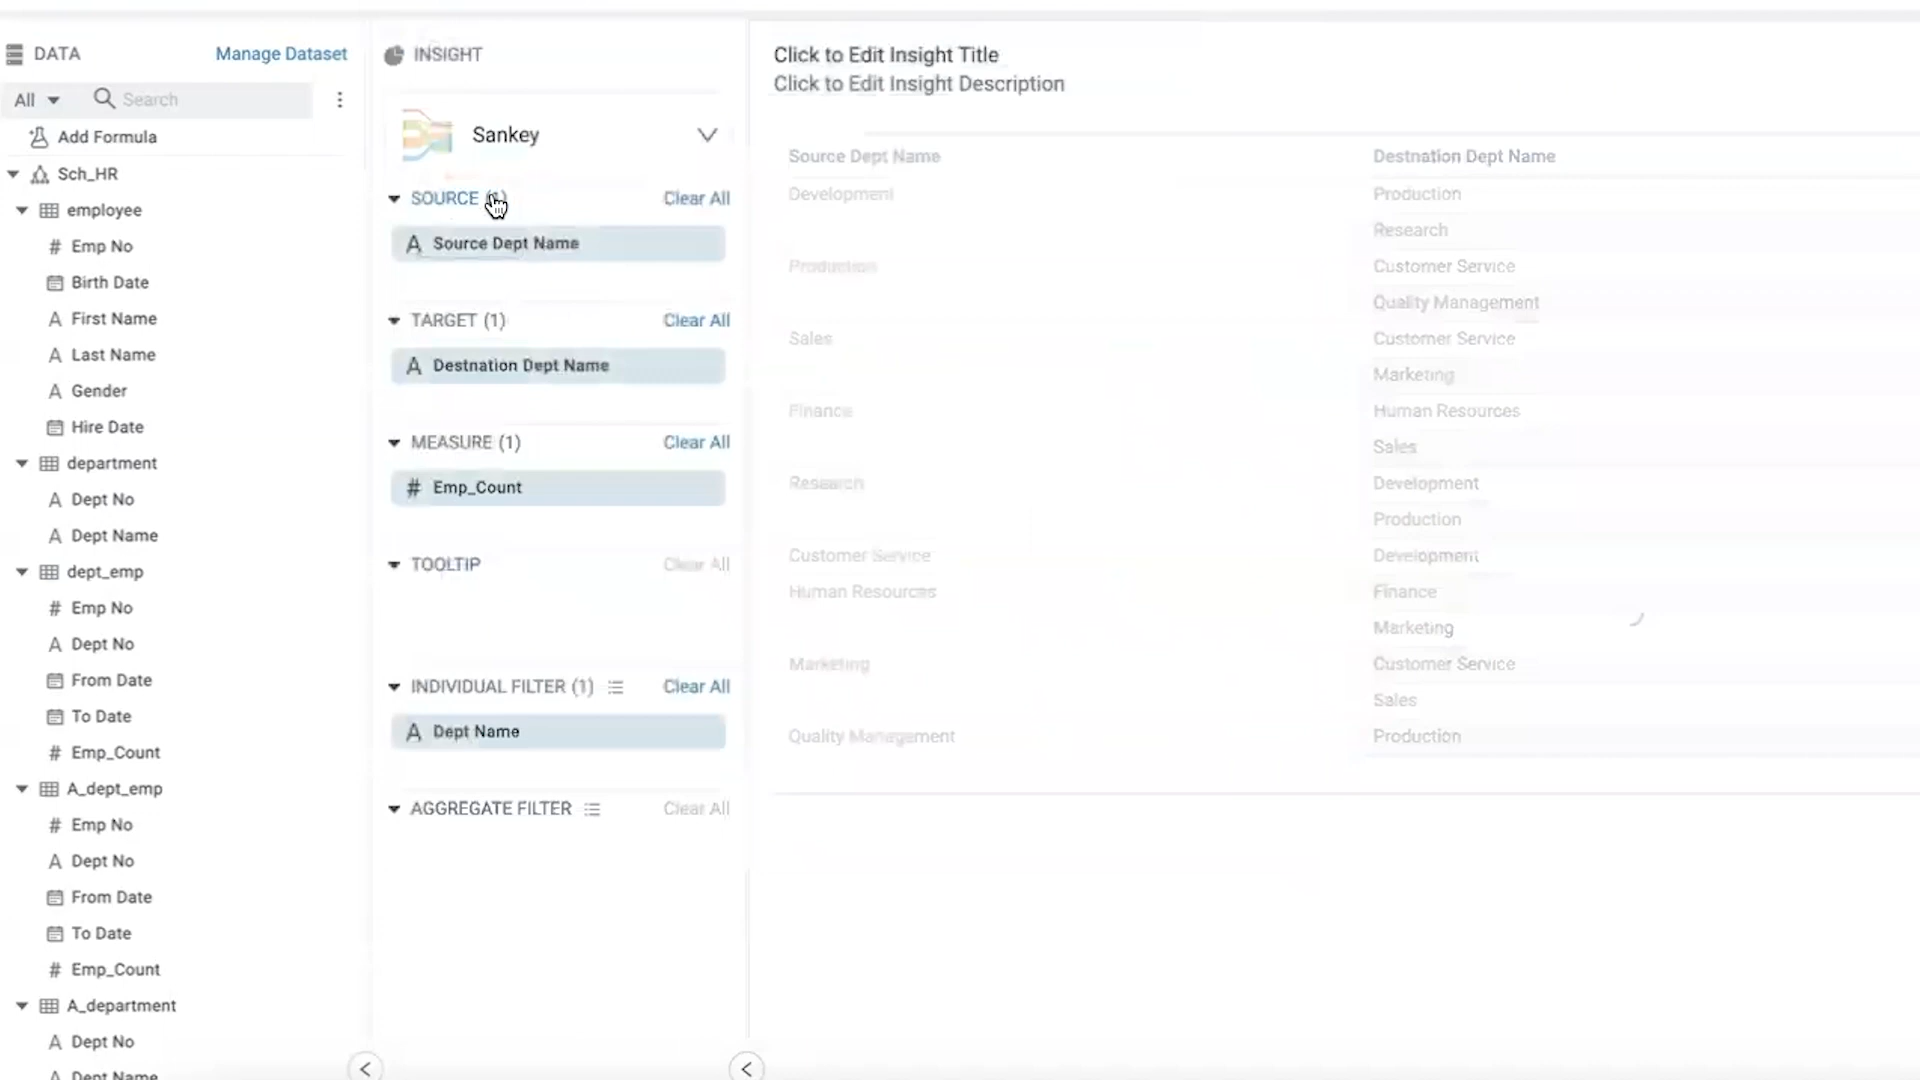 DATA
Manage Dataset
All
Search
Add Formula
Sch_HR
employee
# Emp No
Birth Date
A First Name
A Last Name
A Gender
Hire Date
department
A Dept No
A Dept Name
dept_emp
# Emp No
A Dept No
From Date
To Date
# Emp_Count
A_dept_emp
# Emp No
A Dept No
From Date
To Date
# Emp_Count
A_department
A Dept No
Dept Name
INSIGHT
Sankey
SOURCE (1) Clear All
A Source Dept Name
TARGET (1) Clear All
A Destnation Dept Name
MEASURE (1) Clear All
# Emp_Count
TOOLTIP Clear All
INDIVIDUAL FILTER (1) Clear All
A Dept Name
AGGREGATE FILTER Clear All
Click to Edit Insight Title
Click to Edit Insight Description
Source Dept Name Destnation Dept Name
Development Production
Research
Production Customer Service
Quality Management
Sales Customer Service
Marketing
Finance Human Resources
Sales
Research Development
Production
Customer Service Development
Human Resources Finance
Marketing
Marketing Customer Service
Sales
Quality Management Production